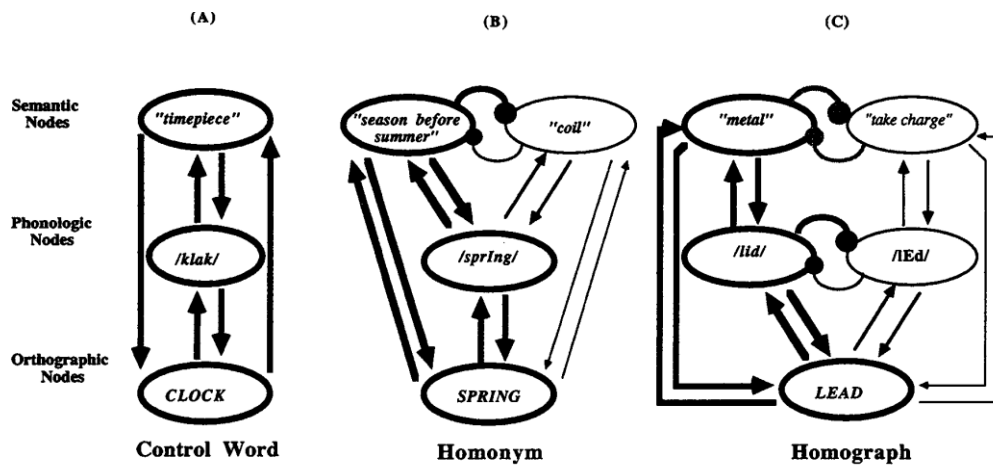 (A) (B) (C)
Semantic
Nodes
"timepiece"
"season before
summer"
"coil"
"metal"
"take charge"
Phonologic
Nodes
/klak/
/sprIng/
/lid/
/lEd/
Orthographic
Nodes
CLOCK
SPRING
LEAD
Control Word
Homonym
Homograph